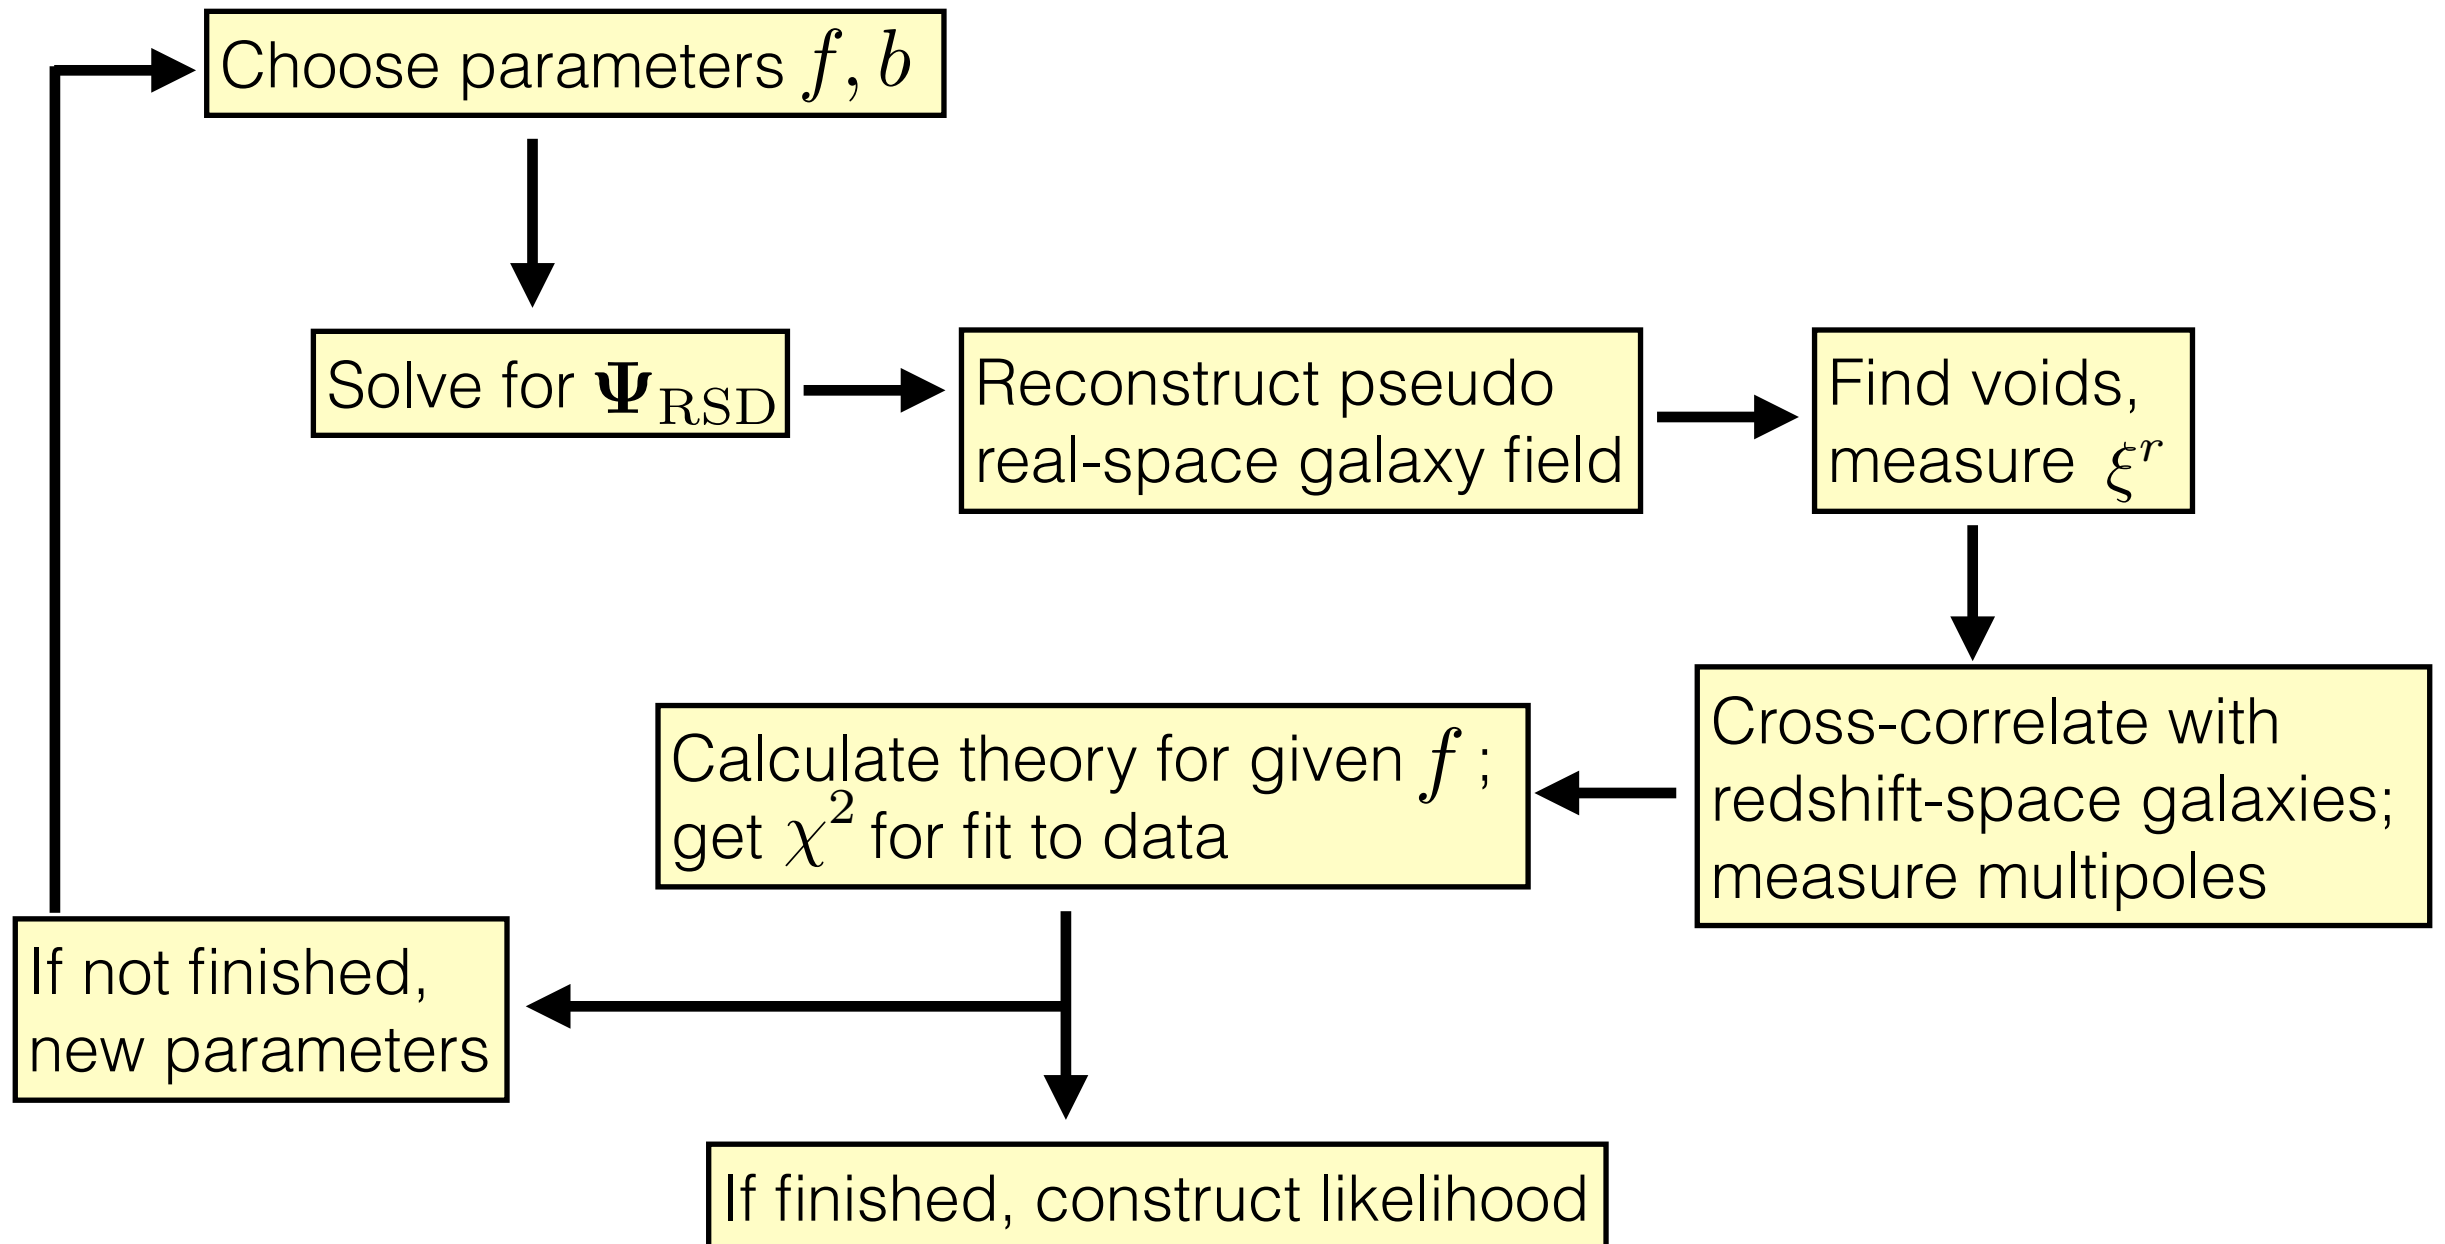 Choose parameters f, b
Solve for Ψ_RSD
Reconstruct pseudo
real-space galaxy field
Find voids,
measure ξ^r
Cross-correlate with
redshift-space galaxies;
measure multipoles
Calculate theory for given f ;
get χ² for fit to data
If not finished,
new parameters
If finished, construct likelihood